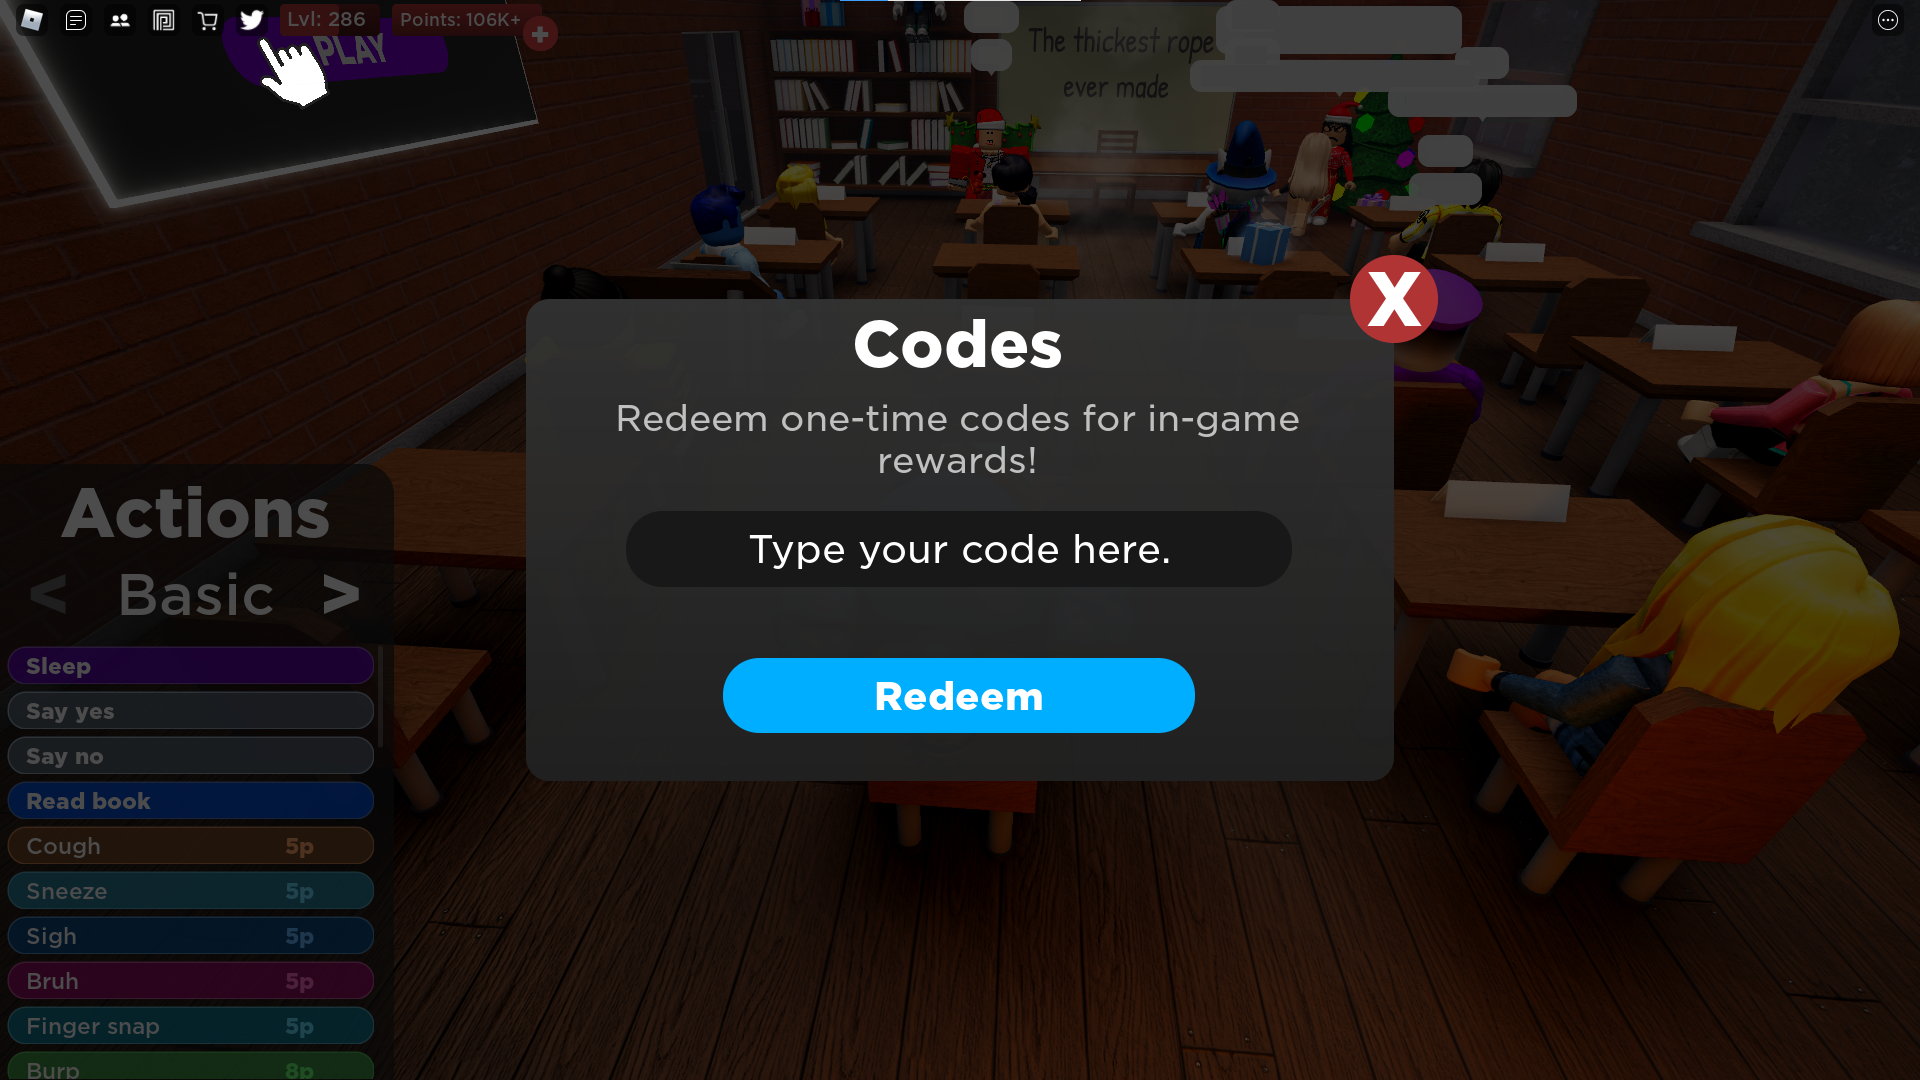 Lvl: 286
Points: 106K+
PLAY
The thickest rope
ever made
X
Codes
Redeem one-time codes for in-game
rewards!
Type your code here.
Redeem
Actions
< Basic >
Sleep
Say yes
Say no
Read book
Cough 5p
Sneeze 5p
Sigh 5p
Bruh 5p
Finger snap 5p
Burp 8p